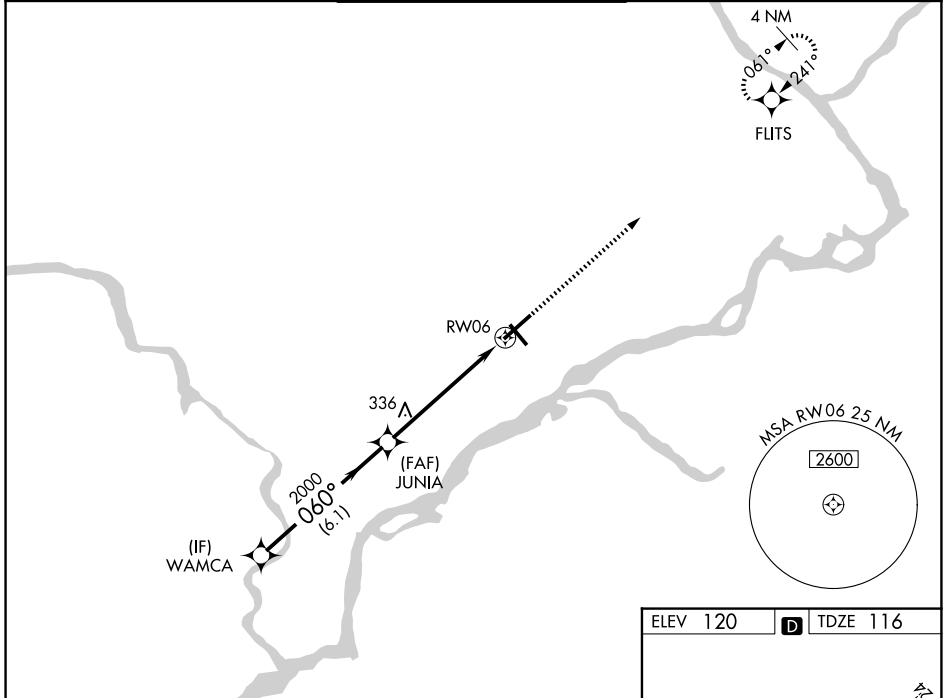 4 NM
061°
241°
FLITS
RW06
336
(FAF)
JUNIA
2000
060°
(6.1)
(IF)
WAMCA
MSA RW06 25 NM
2600
ELEV 120
D
TDZE 116
24